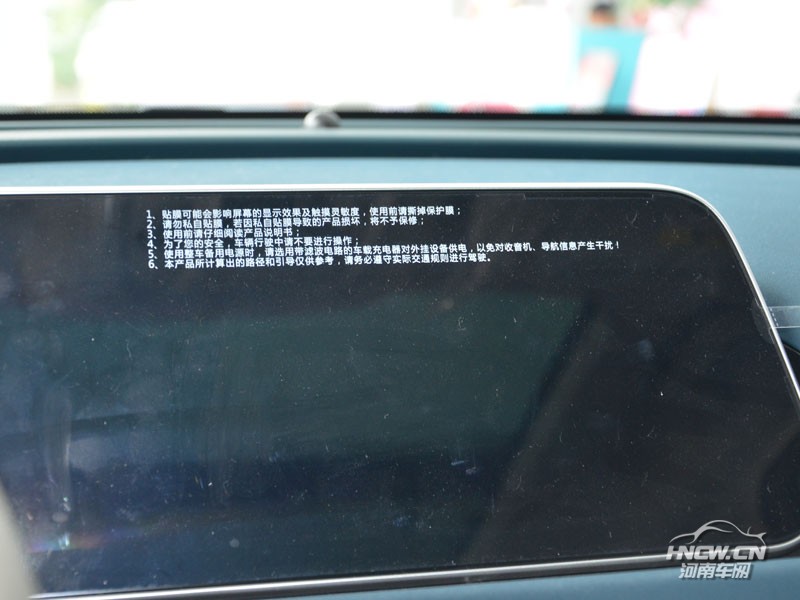 1、贴膜可能会影响屏幕的显示效果及触摸灵敏度，使用前请撕掉保护膜；
2、请勿私自贴膜，若因私自贴膜导致的产品损坏，将不予保修；
3、使用前请仔细阅读产品说明书；
4、为了您的安全，车辆行驶中请不要进行操作；
5、使用整车备用电源时，请选用带滤波电路的车载充电器对外挂设备供电，以免对收音机、导航信息产生干扰！
6、本产品所计算出的路径和引导仅供参考，请务必遵守实际交通规则进行驾驶。
HNCW.CN
河南车网